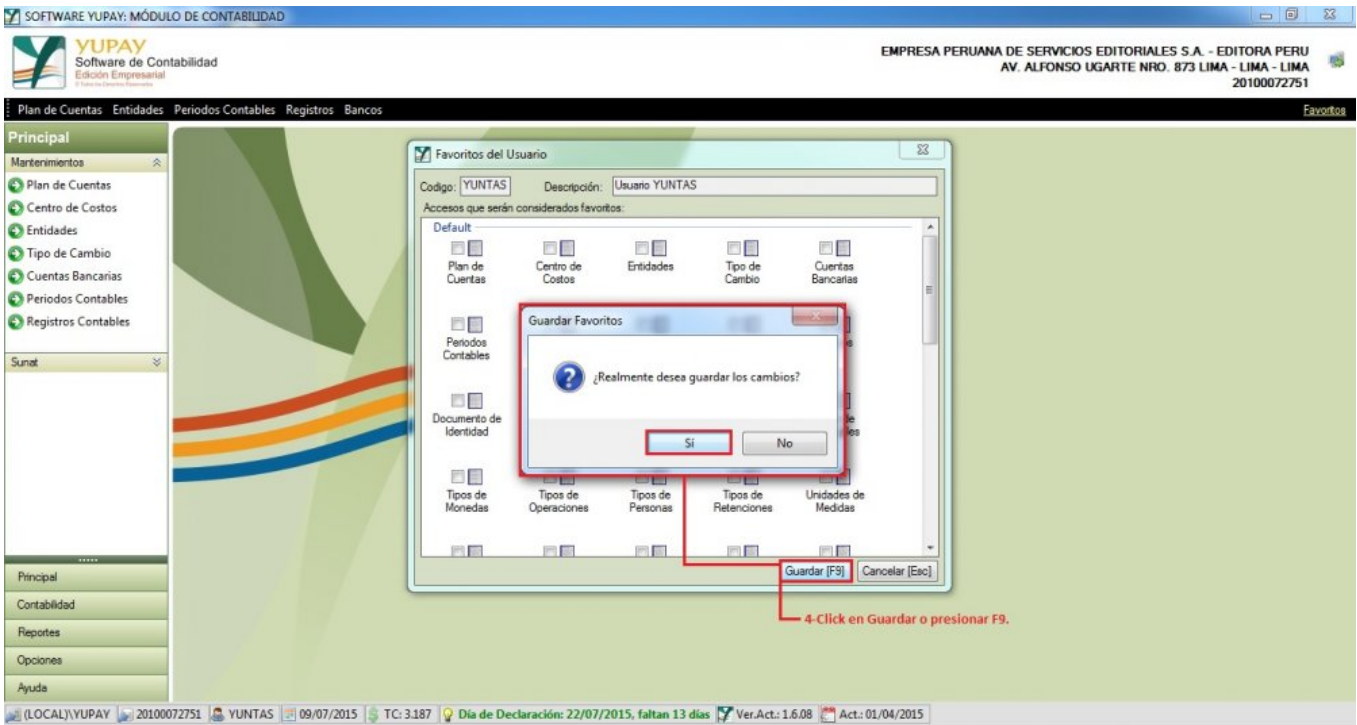 SOFTWARE YUPAY: MÓDULO DE CONTABILIDAD
YUPAY
Software de Contabilidad
Edición Empresarial
EMPRESA PERUANA DE SERVICIOS EDITORIALES S.A. - EDITORA PERU
AV. ALFONSO UGARTE NRO. 873 LIMA - LIMA - LIMA
20100072751
Plan de Cuentas Entidades Periodos Contables Registros Bancos Favoritos
Principal
Mantenimientos
Plan de Cuentas
Centro de Costos
Entidades
Tipo de Cambio
Cuentas Bancarias
Periodos Contables
Registros Contables
Sunat
Principal
Contabilidad
Reportes
Opciones
Ayuda
Favoritos del Usuario
Codigo: YUNTAS Descripción: Usuario YUNTAS
Accesos que serán considerados favoritos:
Default
Plan de Cuentas
Centro de Costos
Entidades
Tipo de Cambio
Cuentas Bancarias
Periodos Contables
Documento de Identidad
Guardar Favoritos
¿Realmente desea guardar los cambios?
Sí No
Tipos de Monedas
Tipos de Operaciones
Tipos de Personas
Tipos de Retenciones
Unidades de Medidas
Guardar [F9] Cancelar [Esc]
4-Click en Guardar o presionar F9.
(LOCAL)\YUPAY 20100072751 YUNTAS 09/07/2015 TC: 3.187 Día de Declaración: 22/07/2015, faltan 13 días Ver.Act.: 1.6.08 Act.: 01/04/2015